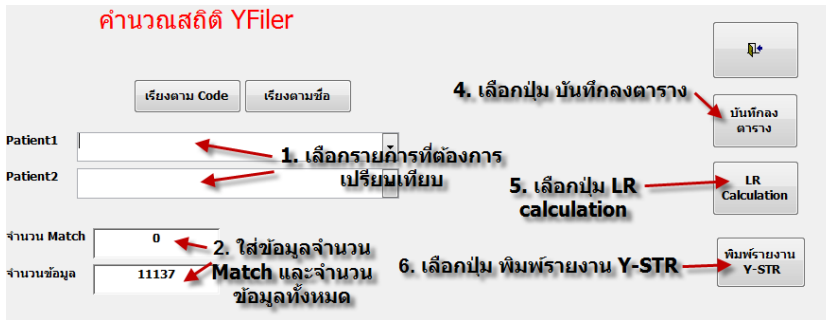 คำนวณสถิติ YFiler
เรียงตาม Code
เรียงตามชื่อ
4. เลือกปุ่ม บันทึกลงตาราง
บันทึกลง
ตาราง
Patient1
1. เลือกรายการที่ต้องการ
เปรียบเทียบ
Patient2
5. เลือกปุ่ม LR
calculation
LR
Calculation
จำนวน Match
0
2. ใส่ข้อมูลจำนวน
Match และจำนวน
ข้อมูลทั้งหมด
จำนวนข้อมูล
11137
6. เลือกปุ่ม พิมพ์รายงาน Y-STR
พิมพ์รายงาน
Y-STR